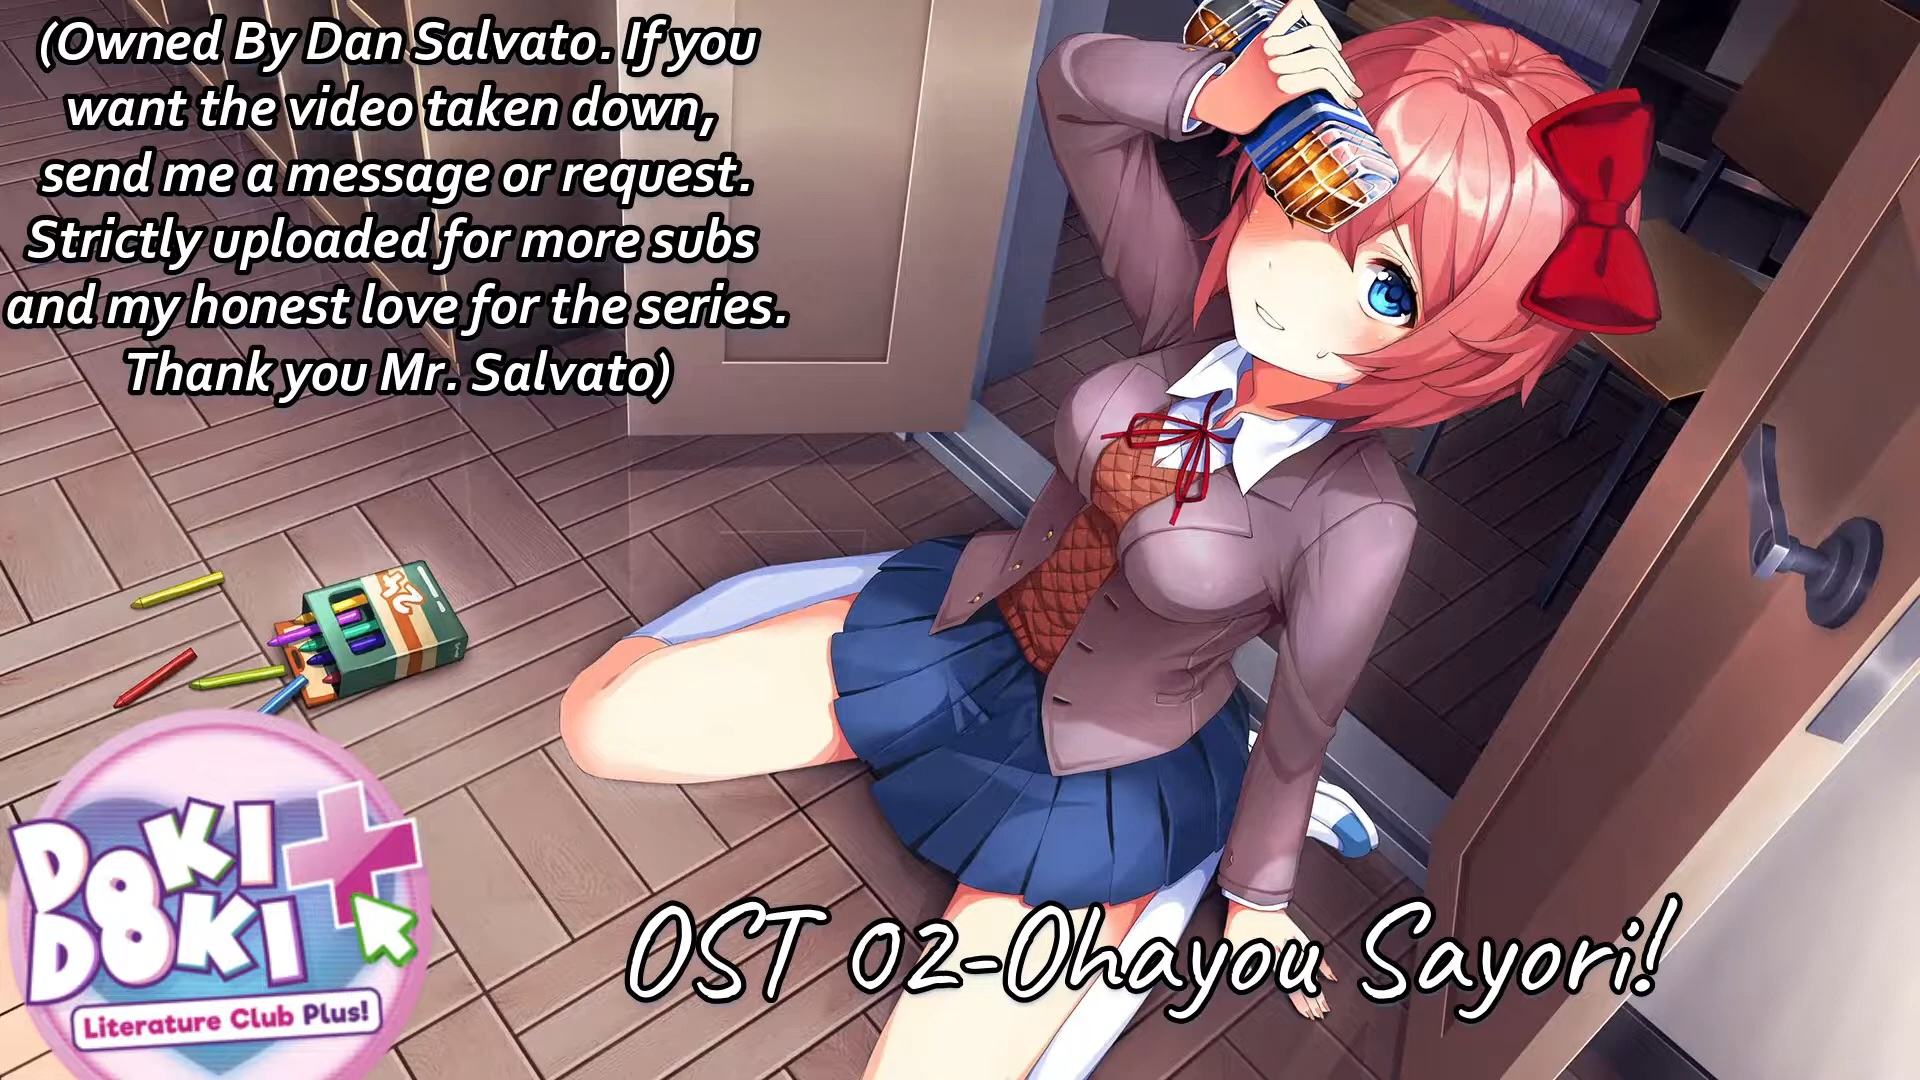 (Owned By Dan Salvato. If you
want the video taken down,
send me a message or request.
Strictly uploaded for more subs
and my honest love for the series.
Thank you Mr. Salvato)
24
DOKI
DOKI
Literature Club Plus!
OST 02-Ohayou Sayori!